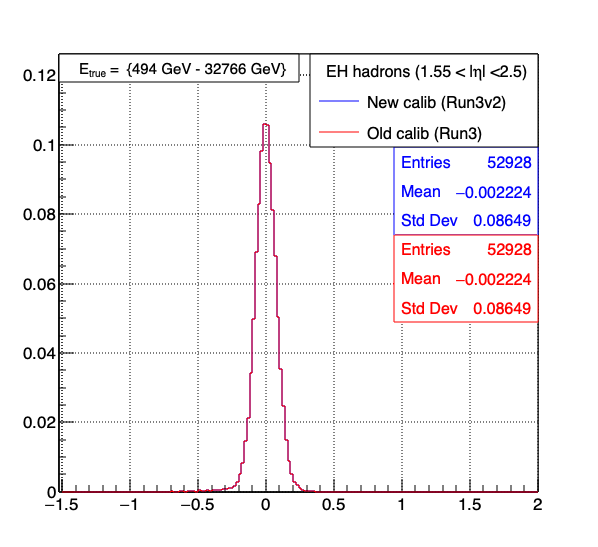 E_true = {494 GeV - 32766 GeV}
EH hadrons (1.55 < |η| <2.5)
New calib (Run3v2)
Old calib (Run3)
Entries 52928
Mean −0.002224
Std Dev 0.08649
Entries 52928
Mean −0.002224
Std Dev 0.08649
0.12
0.1
0.08
0.06
0.04
0.02
0
−1.5 −1 −0.5 0 0.5 1 1.5 2